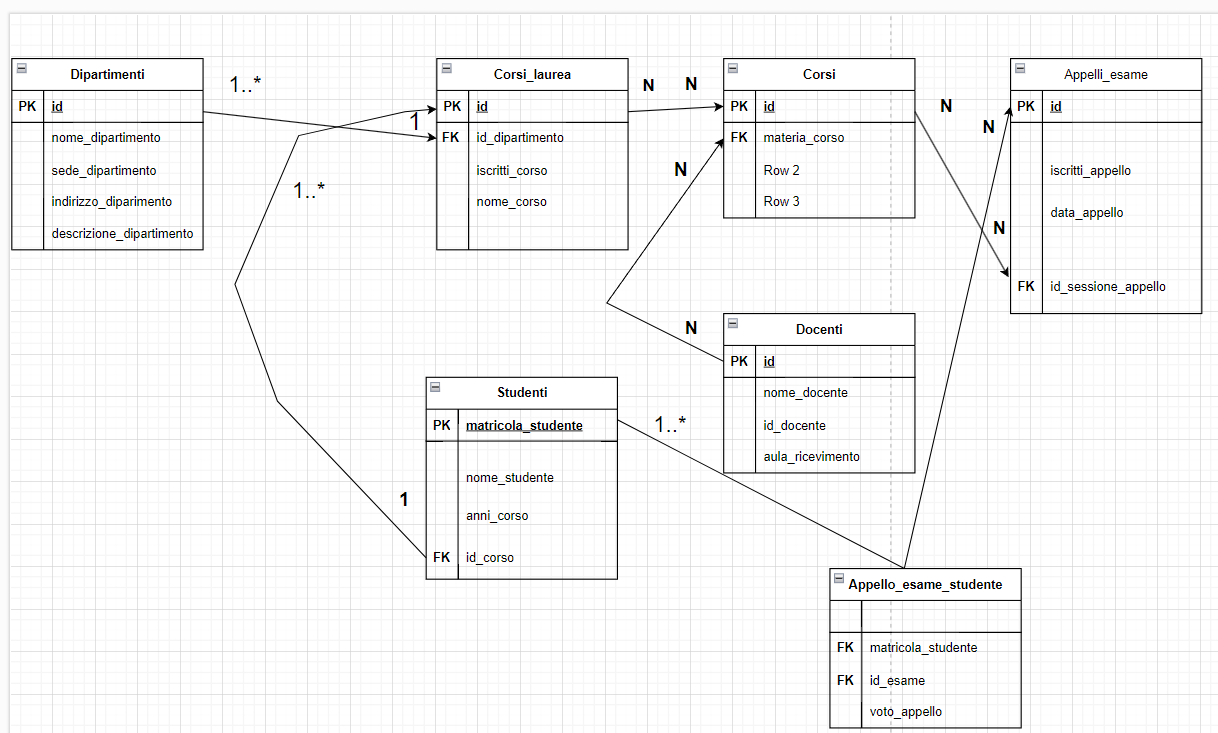 Dipartimenti
PK id
nome_dipartimento
sede_dipartimento
indirizzo_diparimento
descrizione_dipartimento
1..*
1
1..*
Corsi_laurea
PK id
FK id_dipartimento
iscritti_corso
nome_corso
N
N
Corsi
PK id
FK materia_corso
Row 2
Row 3
N
N
N
Appelli_esame
PK id
iscritti_appello
data_appello
FK id_sessione_appello
N
N
Docenti
PK id
nome_docente
id_docente
aula_ricevimento
1
Studenti
PK matricola_studente
nome_studente
anni_corso
FK id_corso
1..*
Appello_esame_studente
FK matricola_studente
FK id_esame
voto_appello